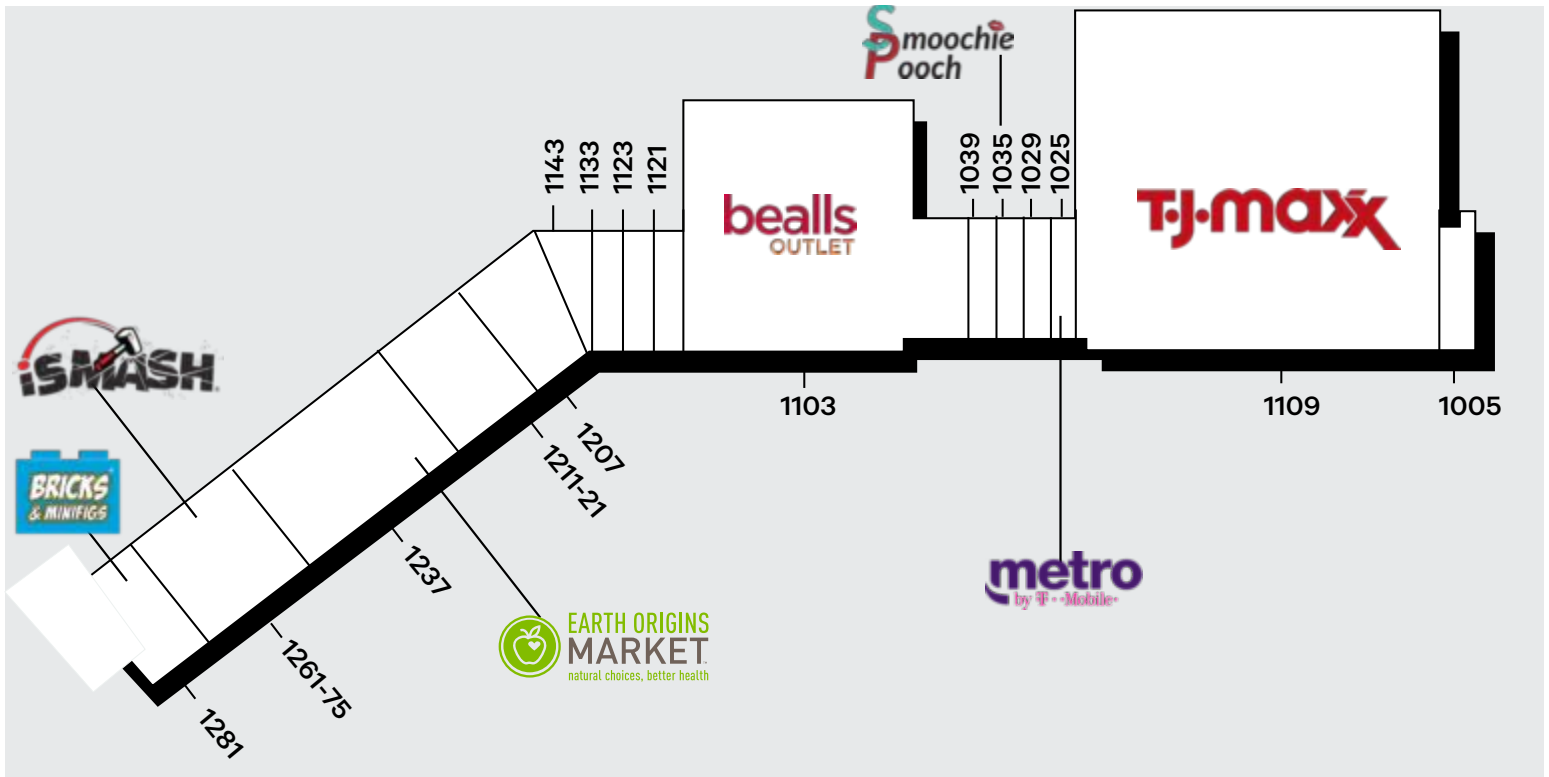 Smoochie
Pooch
1143
1133
1123
1121
1039
1035
1029
1025
bealls
OUTLET
T·J·maxx
iSMASH
BRICKS
& MINIFIGS
1103
1109
1005
1207
1211-21
1237
1261-75
1281
EARTH ORIGINS
MARKET
natural choices, better health
metro
by T··Mobile·